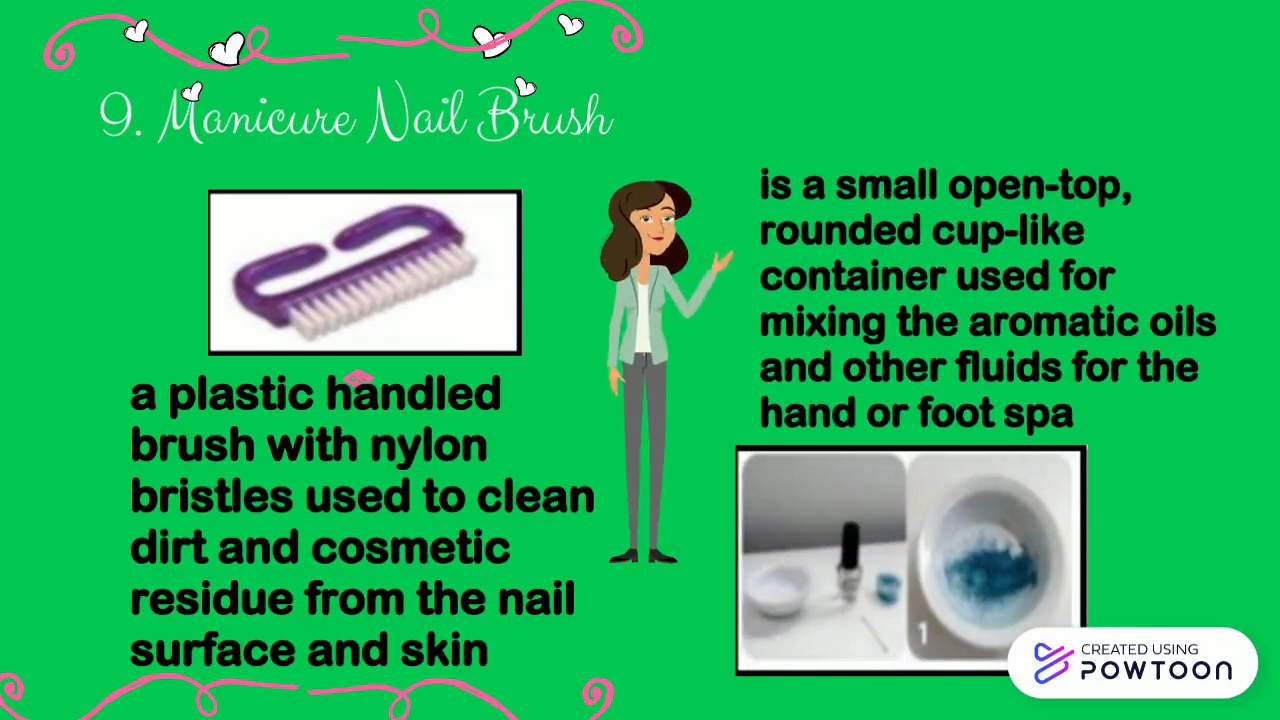 9. Manicure Nail Brush
a plastic handled
brush with nylon
bristles used to clean
dirt and cosmetic
residue from the nail
surface and skin
is a small open-top,
rounded cup-like
container used for
mixing the aromatic oils
and other fluids for the
hand or foot spa
1
CREATED USING
POWTOON